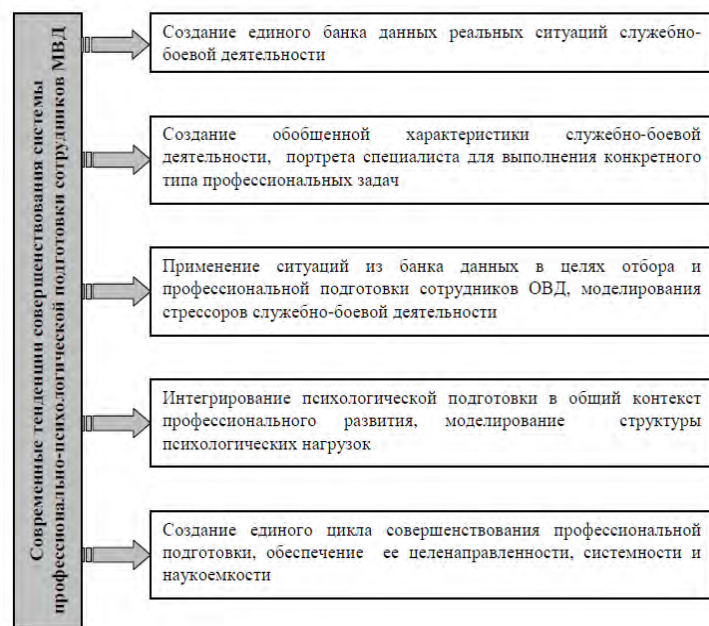 Современные тенденции совершенствования системы
профессионально-психологической подготовки сотрудников МВД
Создание единого банка данных реальных ситуаций служебно-
боевой деятельности
Создание обобщенной характеристики служебно-боевой
деятельности, портрета специалиста для выполнения конкретного
типа профессиональных задач
Применение ситуаций из банка данных в целях отбора и
профессиональной подготовки сотрудников ОВД, моделирования
стрессоров служебно-боевой деятельности
Интегрирование психологической подготовки в общий контекст
профессионального развития, моделирование структуры
психологических нагрузок
Создание единого цикла совершенствования профессиональной
подготовки, обеспечение ее целенаправленности, системности и
наукоемкости